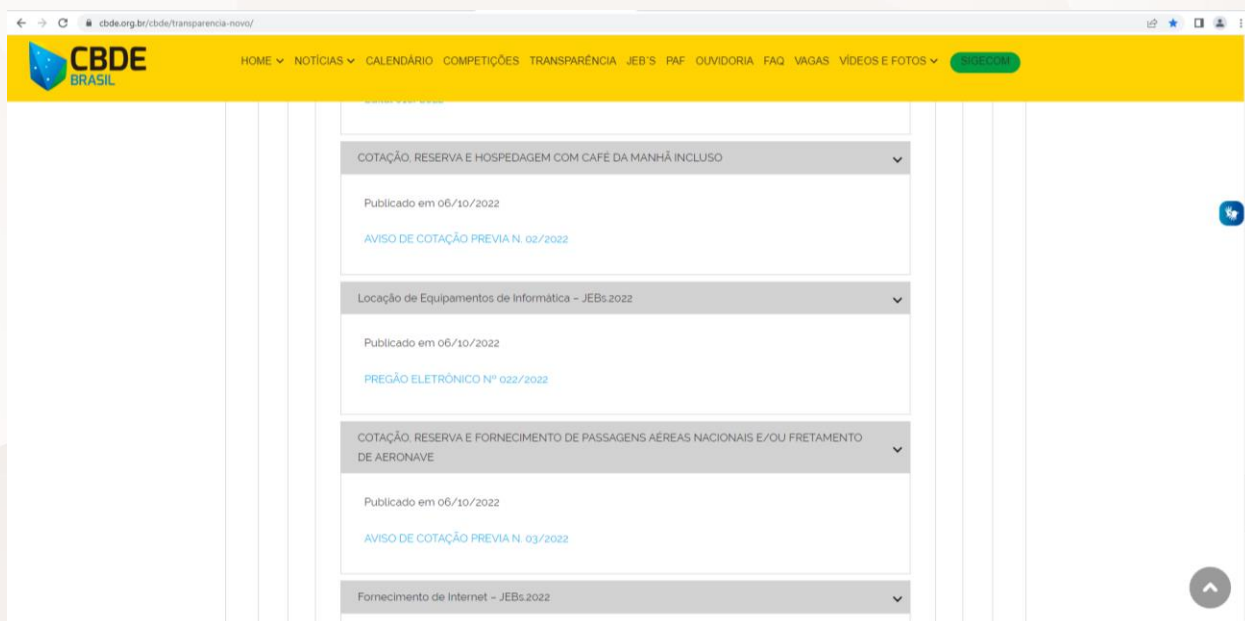 cbde.org.br/cbde/transparencia-novo/
CBDE
BRASIL
HOME NOTÍCIAS CALENDÁRIO COMPETIÇÕES TRANSPARÊNCIA JEB´S PAF OUVIDORIA FAQ VAGAS VÍDEOS E FOTOS SIGECOM
COTAÇÃO, RESERVA E HOSPEDAGEM COM CAFÉ DA MANHÃ INCLUSO
Publicado em 06/10/2022
AVISO DE COTAÇÃO PREVIA N. 02/2022
Locação de Equipamentos de Informática – JEBs.2022
Publicado em 06/10/2022
PREGÃO ELETRÔNICO Nº 022/2022
COTAÇÃO, RESERVA E FORNECIMENTO DE PASSAGENS AÉREAS NACIONAIS E/OU FRETAMENTO
DE AERONAVE
Publicado em 06/10/2022
AVISO DE COTAÇÃO PREVIA N. 03/2022
Fornecimento de Internet – JEBs.2022